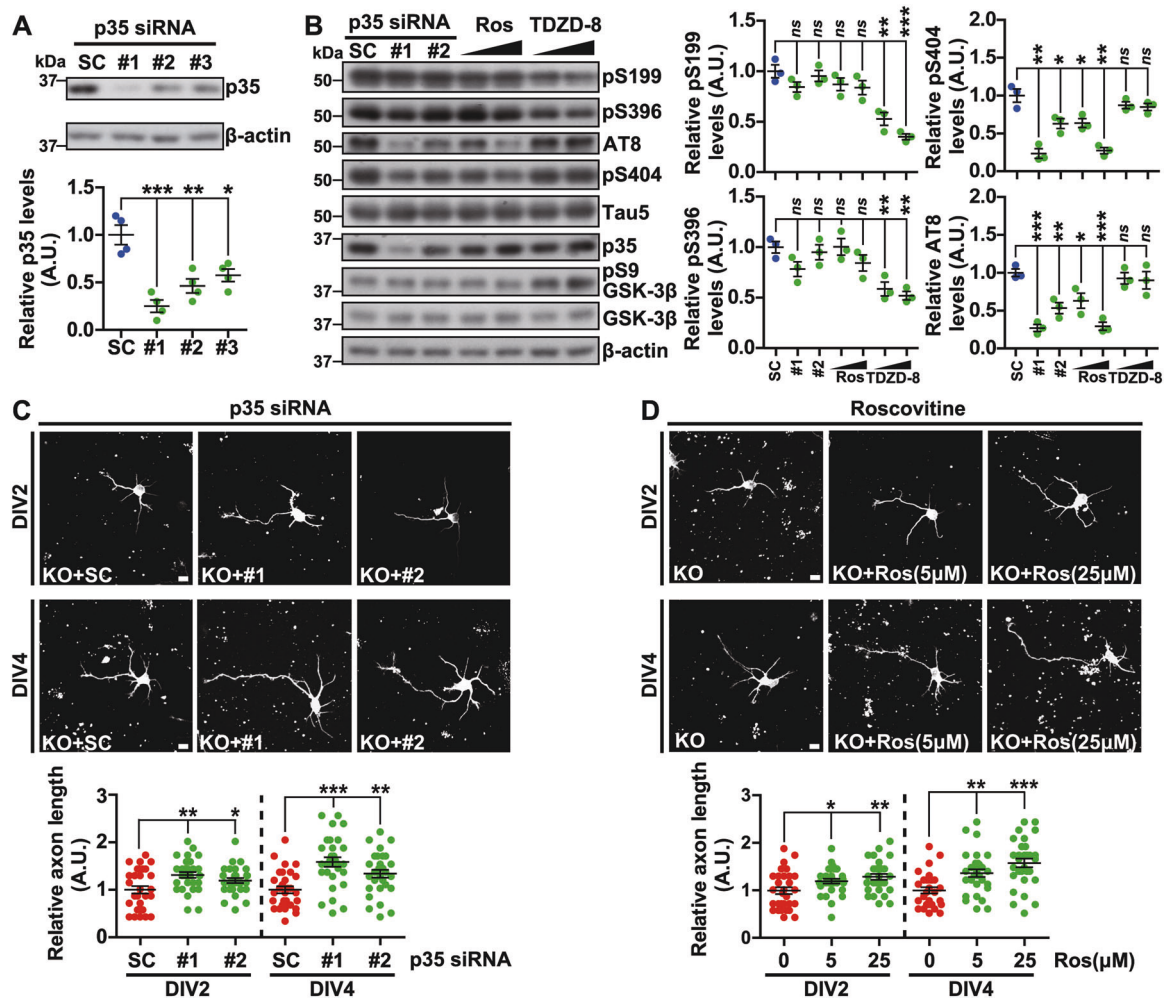 A
p35 siRNA
kDa SC #1 #2 #3
37 p35
β-actin
37
Relative p35 levels
(A.U.)
1.5
1.0
0.5
0.0
*** ** *
SC #1 #2 #3
B
p35 siRNA Ros TDZD-8
kDa SC #1 #2
50 pS199
50 pS396
50 AT8
50 pS404
50 Tau5
37 p35
50 pS9
GSK-3β
50 GSK-3β
37 β-actin
Relative pS199
levels (A.U.)
1.5
1.0
0.5
0.0
ns ns ns ns ** ***
Relative pS404
levels (A.U.)
2.0
1.5
1.0
0.5
0.0
** * * ** ns ns
Relative pS396
levels (A.U.)
1.5
1.0
0.5
0.0
ns ns ns ns ** **
SC #1 #2 Ros TDZD-8
Relative AT8
levels (A.U.)
2.0
1.5
1.0
0.5
0.0
*** ** * *** ns ns
SC #1 #2 Ros TDZD-8
C
p35 siRNA
DIV2
KO+SC KO+#1 KO+#2
DIV4
KO+SC KO+#1 KO+#2
Relative axon length
(A.U.)
3
2
1
0
** * *** **
SC #1 #2 SC #1 #2 p35 siRNA
DIV2 DIV4
D
Roscovitine
DIV2
KO KO+Ros(5μM) KO+Ros(25μM)
DIV4
KO KO+Ros(5μM) KO+Ros(25μM)
Relative axon length
(A.U.)
3
2
1
0
* ** ** ***
0 5 25 0 5 25 Ros(μM)
DIV2 DIV4